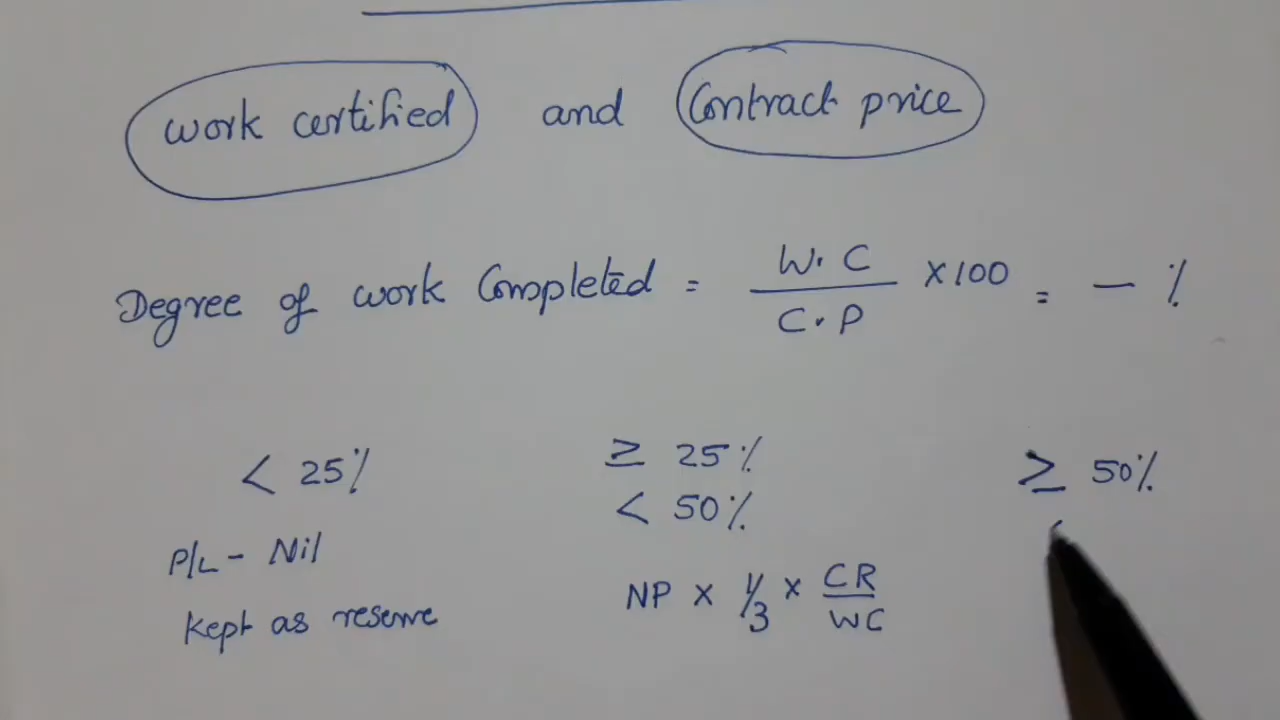 work certified and Contract price
Degree of work Completed = W.C / C.P × 100 = — %
< 25% ≥ 25% ≥ 50%
< 50%
P/L - Nil
NP × 1/3 × CR / WC
kept as reserve